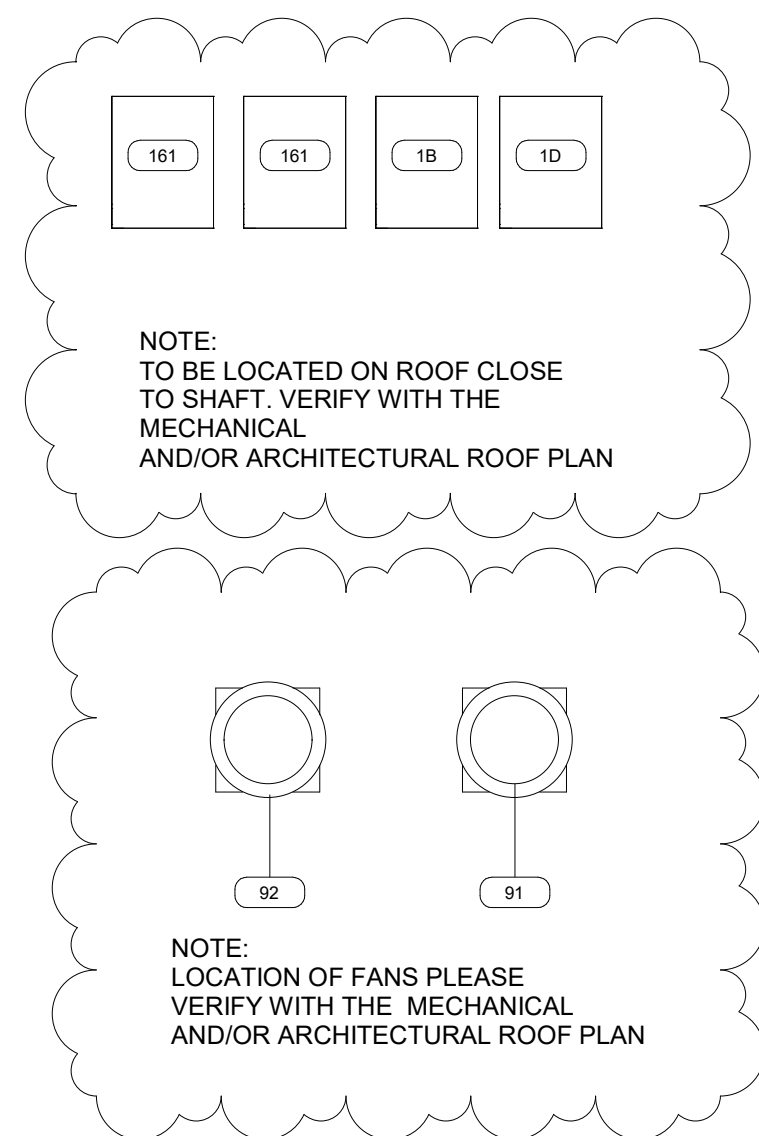 161 161 1B 1D
NOTE:
TO BE LOCATED ON ROOF CLOSE
TO SHAFT. VERIFY WITH THE
MECHANICAL
AND/OR ARCHITECTURAL ROOF PLAN
92 91
NOTE:
LOCATION OF FANS PLEASE
VERIFY WITH THE MECHANICAL
AND/OR ARCHITECTURAL ROOF PLAN